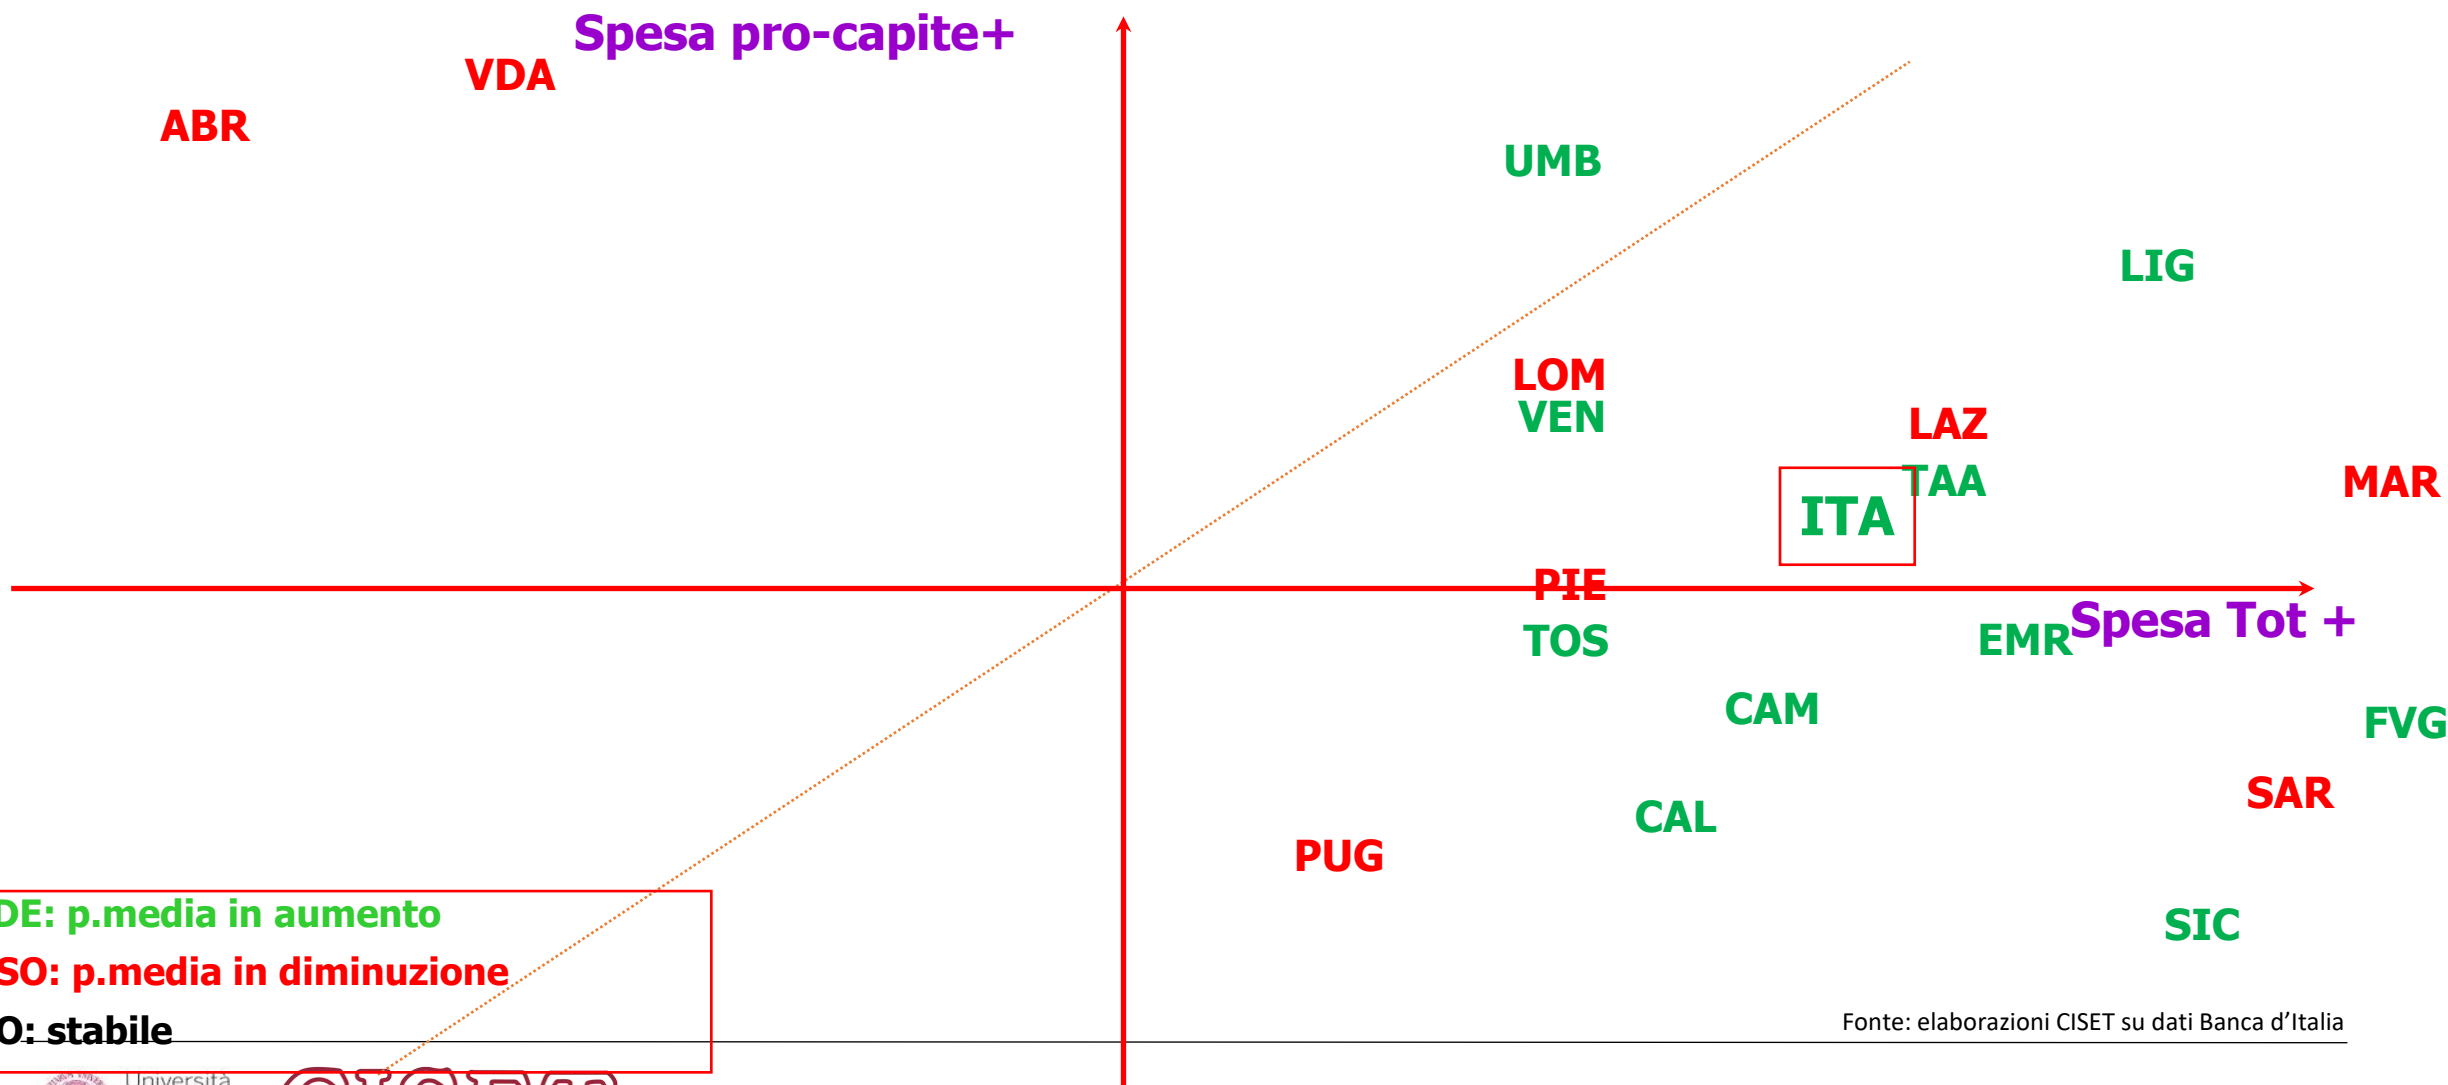 Spesa pro-capite+
VDA
ABR
UMB
LIG
LOM
VEN
LAZ
TAA
MAR
ITA
PIE
Spesa Tot +
TOS
EMR
CAM
FVG
SAR
CAL
PUG
SIC
DE: p.media in aumento
SO: p.media in diminuzione
O: stabile
Fonte: elaborazioni CISET su dati Banca d’Italia
Università